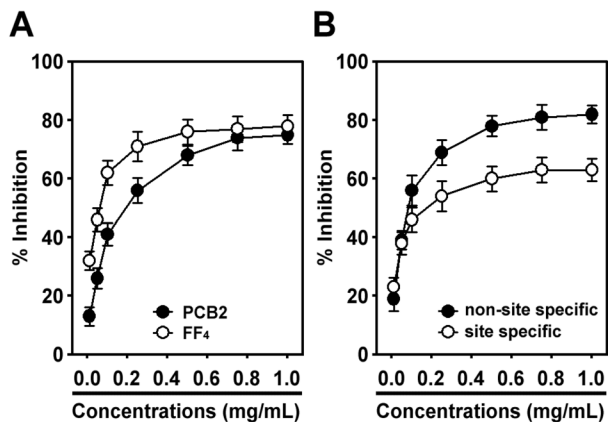 A
B
% Inhibition
100
80
60
40
20
0
PCB2
FF4
0.0 0.2 0.4 0.6 0.8 1.0
Concentrations (mg/mL)
% Inhibition
100
80
60
40
20
0
non-site specific
site specific
0.0 0.2 0.4 0.6 0.8 1.0
Concentrations (mg/mL)